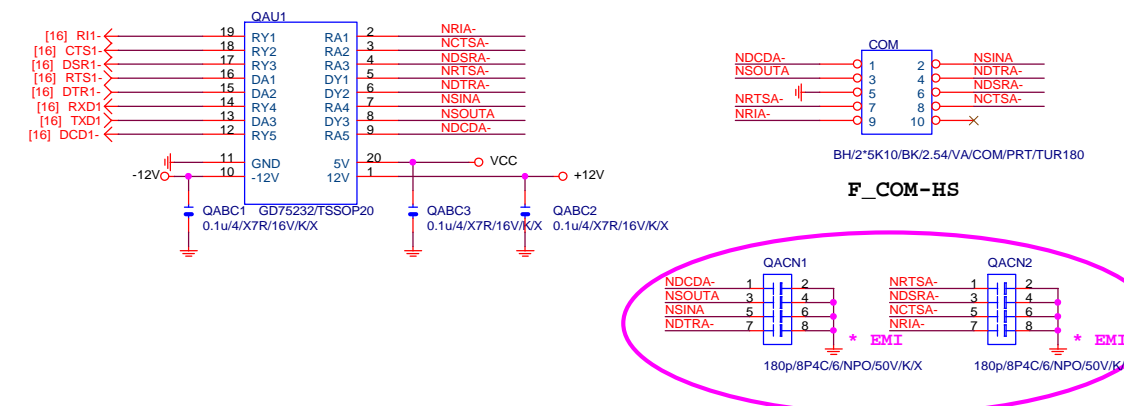 QAU1
[16] RI1- 19 RY1 RA1 2 NRIA-
[16] CTS1- 18 RY2 RA2 3 NCTSA-
[16] DSR1- 17 RY3 RA3 4 NDSRA-
[16] RTS1- 16 DA1 DY1 5 NRTSA-
[16] DTR1- 15 DA2 DY2 6 NDTRA-
[16] RXD1 14 RY4 RA4 7 NSINA
[16] TXD1 13 DA3 DY3 8 NSOUTA
[16] DCD1- 12 RY5 RA5 9 NDCDA-
11 GND 5V 20 VCC
-12V 10 -12V 12V 1 +12V
QABC1 GD75232/TSSOP20 QABC3 QABC2
0.1u/4/X7R/16V/K/X 0.1u/4/X7R/16V/K/X 0.1u/4/X7R/16V/K/X
COM
NDCDA- 1 2 NSINA
NSOUTA 3 4 NDTRA-
5 6 NDSRA-
NRTSA- 7 8 NCTSA-
NRIA- 9 10
BH/2*5K10/BK/2.54/VA/COM/PRT/TUR180
F_COM-HS
QACN1 QACN2
NDCDA- 1 2 NRTSA- 1 2
NSOUTA 3 4 NDSRA- 3 4
NSINA 5 6 NCTSA- 5 6
NDTRA- 7 8 NRIA- 7 8
* EMI * EMI
180p/8P4C/6/NPO/50V/K/X 180p/8P4C/6/NPO/50V/K/